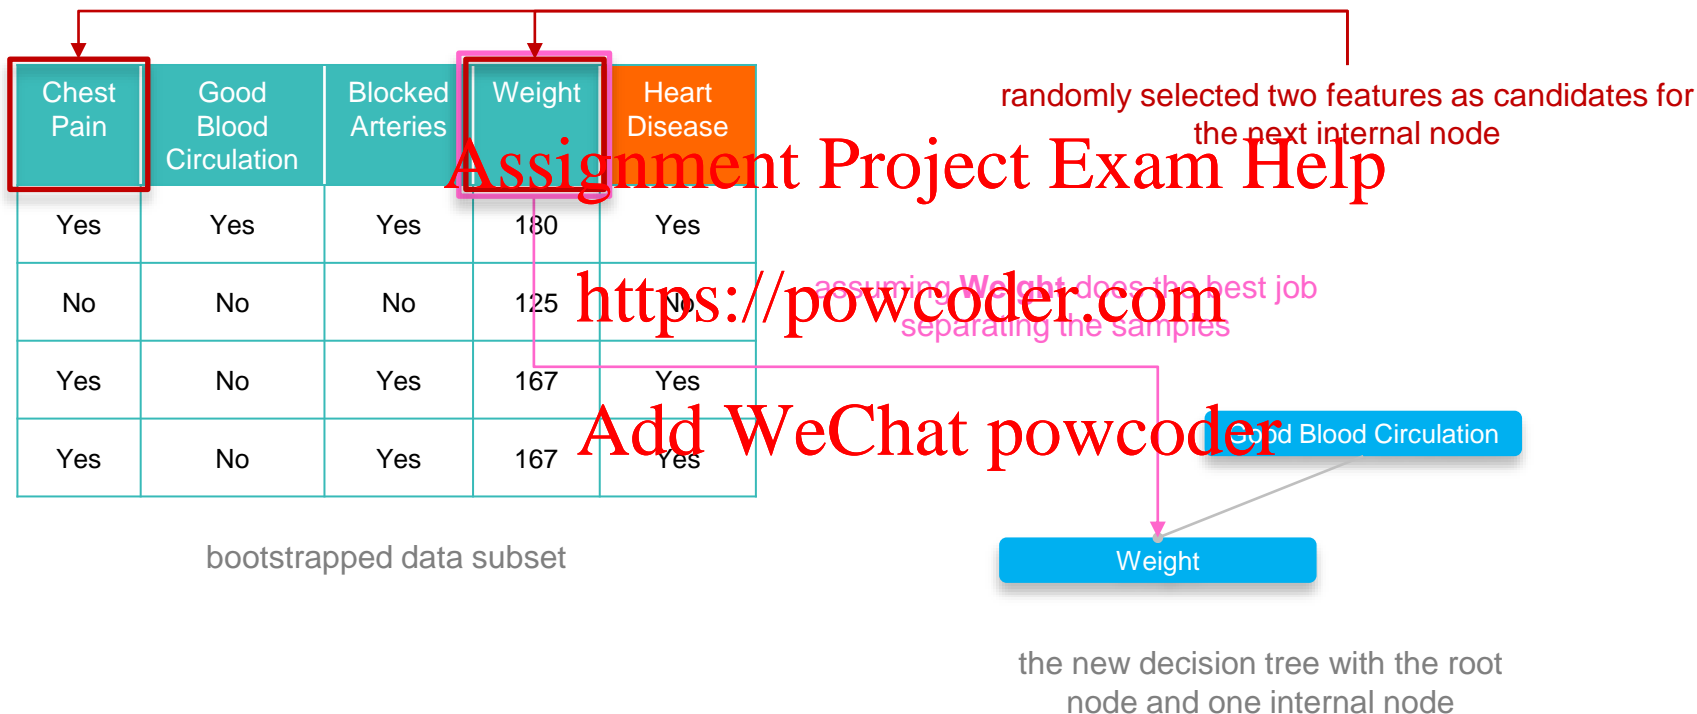 Chest Pain
Good Blood Circulation
Blocked Arteries
Weight
Heart Disease
Yes Yes Yes 180 Yes
No No No 125 No
Yes No Yes 167 Yes
Yes No Yes 167 Yes
bootstrapped data subset
randomly selected two features as candidates for
the next internal node
Assignment Project Exam Help
assuming Weight does the best job
separating the samples
https://powcoder.com
Add WeChat powcoder
Good Blood Circulation
Weight
the new decision tree with the root
node and one internal node